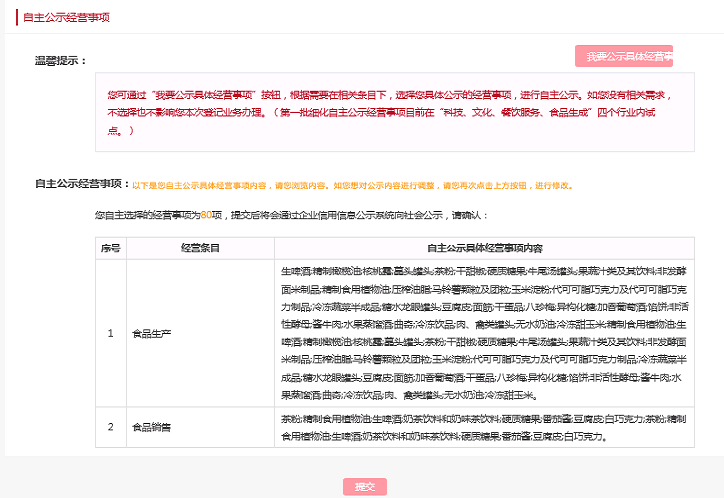 自主公示经营事项
温馨提示：
我要公示具体经营事
您可通过“我要公示具体经营事项”按钮，根据需要在相关条目下，选择您具体公示的经营事项，进行自主公示。如您没有相关需求，
不选择也不影响您本次登记业务办理。（第一批细化自主公示经营事项目前在“科技、文化、餐饮服务、食品生成”四个行业内试
点。）
自主公示经营事项：以下是您自主公示具体经营事项内容，请您浏览内容。如您想对公示内容进行调整，请您再次点击上方按钮，进行修改。
您自主选择的经营事项为80项，提交后将会通过企业信用信息公示系统向社会公示，请确认：
序号 经营条目 自主公示具体经营事项内容
生啤酒;精制橄榄油;核桃露;藠头罐头;茶粉;干甜椒;硬质糖果;牛尾汤罐头;果蔬汁类及其饮料;非发酵
面米制品;精制食用植物油;压榨油脂;马铃薯颗粒及团粒;玉米淀粉;代可可脂巧克力及代可可脂巧克
力制品;冷冻蔬菜半成品;糖水龙眼罐头;豆腐皮;面筋;干蛋品;八珍梅;异构化糖;加香葡萄酒;馅饼;非活
性酵母;酱牛肉;水果蒸馏酒;曲奇;冷冻饮品;肉、禽类罐头;无水奶油;冷冻甜玉米;精制食用植物油;生
1 食品生产 啤酒;精制橄榄油;核桃露;藠头罐头;茶粉;干甜椒;硬质糖果;牛尾汤罐头;果蔬汁类及其饮料;非发酵面
米制品;压榨油脂;马铃薯颗粒及团粒;玉米淀粉;代可可脂巧克力及代可可脂巧克力制品;冷冻蔬菜半
成品;糖水龙眼罐头;豆腐皮;面筋;加香葡萄酒;干蛋品;八珍梅;异构化糖;馅饼;非活性酵母;酱牛肉;水
果蒸馏酒;曲奇;冷冻饮品;肉、禽类罐头;无水奶油;冷冻甜玉米。
2 食品销售 茶粉;精制食用植物油;生啤酒;奶茶饮料和奶味茶饮料;硬质糖果;番茄酱;豆腐皮;白巧克力;茶粉;精制
食用植物油;生啤酒;奶茶饮料和奶味茶饮料;硬质糖果;番茄酱;豆腐皮;白巧克力。
提交